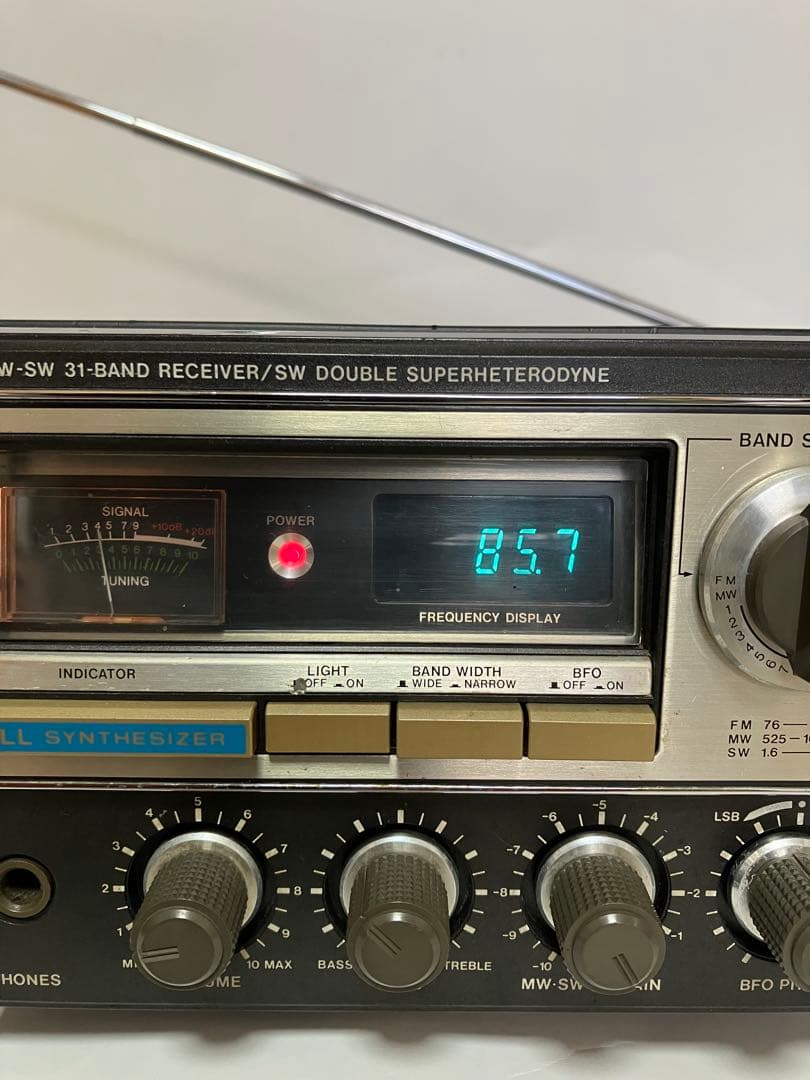 W-SW 31-BAND RECEIVER/SW DOUBLE SUPERHETERODYNE
BAND S
SIGNAL
1 2 3 4 5 7 9 +10dB +20dB
0 1 2 3 4 5 6 7 8 9 10
TUNING
POWER
85.7
FREQUENCY DISPLAY
FM
MW
1
2
3
4
5
6
7
INDICATOR
LIGHT
OFF ON
BAND WIDTH
WIDE NARROW
BFO
OFF ON
LL SYNTHESIZER
FM 76
MW 525-1
SW 1.6
1 2 3 4 5 6 7 8 9 10 MAX
BASS TREBLE
-10 -9 -8 -7 -6 -5 -4 -3 -2 -1
MW·SW
LSB
HONES
BFO